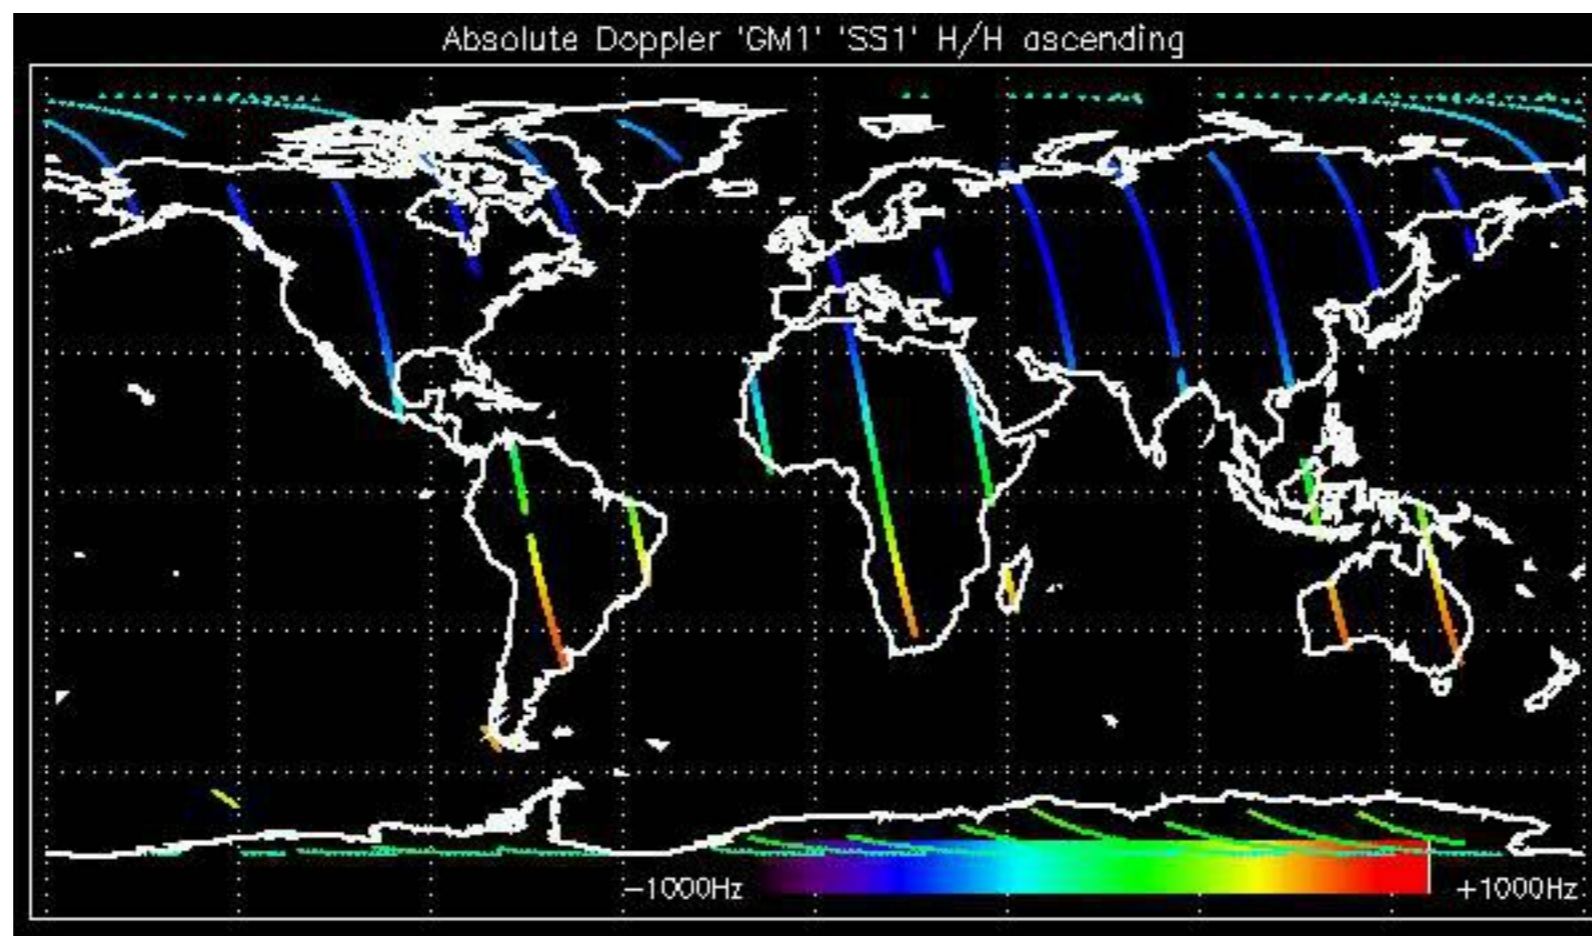 Absolute Doppler 'GM1' 'SS1' H/H ascending
-1000Hz
+1000Hz